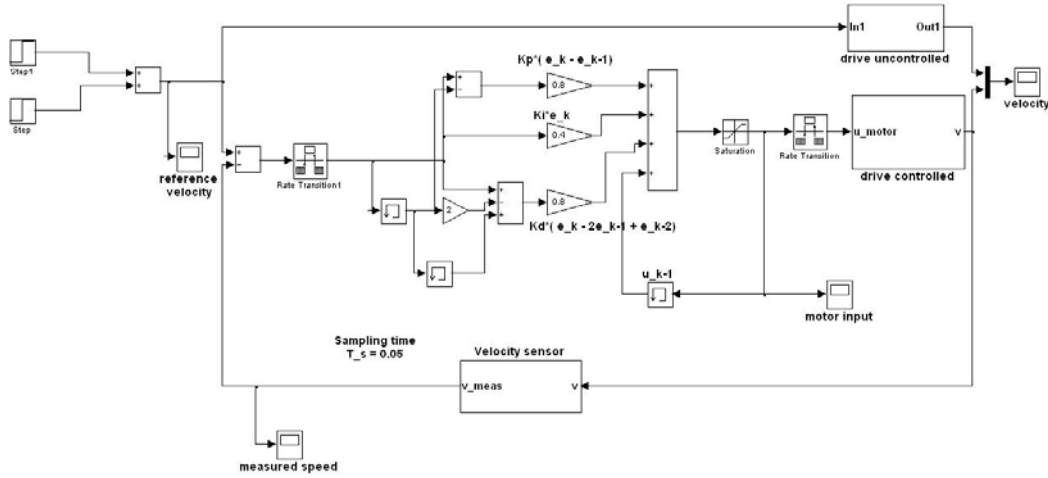 In1
Out1
drive uncontrolled
Step1
Step
+
+
velocity
Kp*( e_k - e_k-1)
0.8
+
-
+
Ki*e_k
0.4
+
+
+
u_motor
v
drive controlled
Saturation
Rate Transition
reference
velocity
+
-
Rate Transition1
2
+
-
+
0.8
Kd*( e_k - 2e_k-1 + e_k-2)
u_k-1
motor input
Sampling time
T_s = 0.05
Velocity sensor
v_meas
v
measured speed